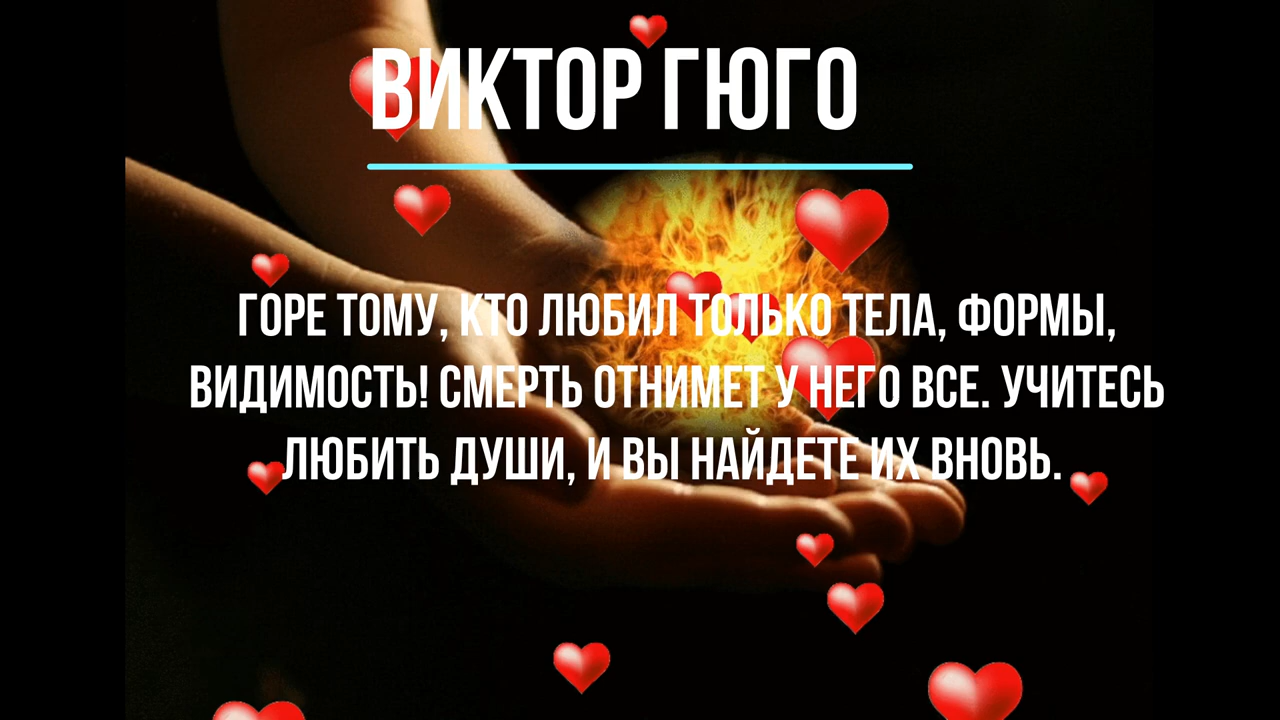 ВИКТОР ГЮГО
ГОРЕ ТОМУ, КТО ЛЮБИЛ ТОЛЬКО ТЕЛА, ФОРМЫ,
ВИДИМОСТЬ! СМЕРТЬ ОТНИМЕТ У НЕГО ВСЕ. УЧИТЕСЬ
ЛЮБИТЬ ДУШИ, И ВЫ НАЙДЕТЕ ИХ ВНОВЬ.